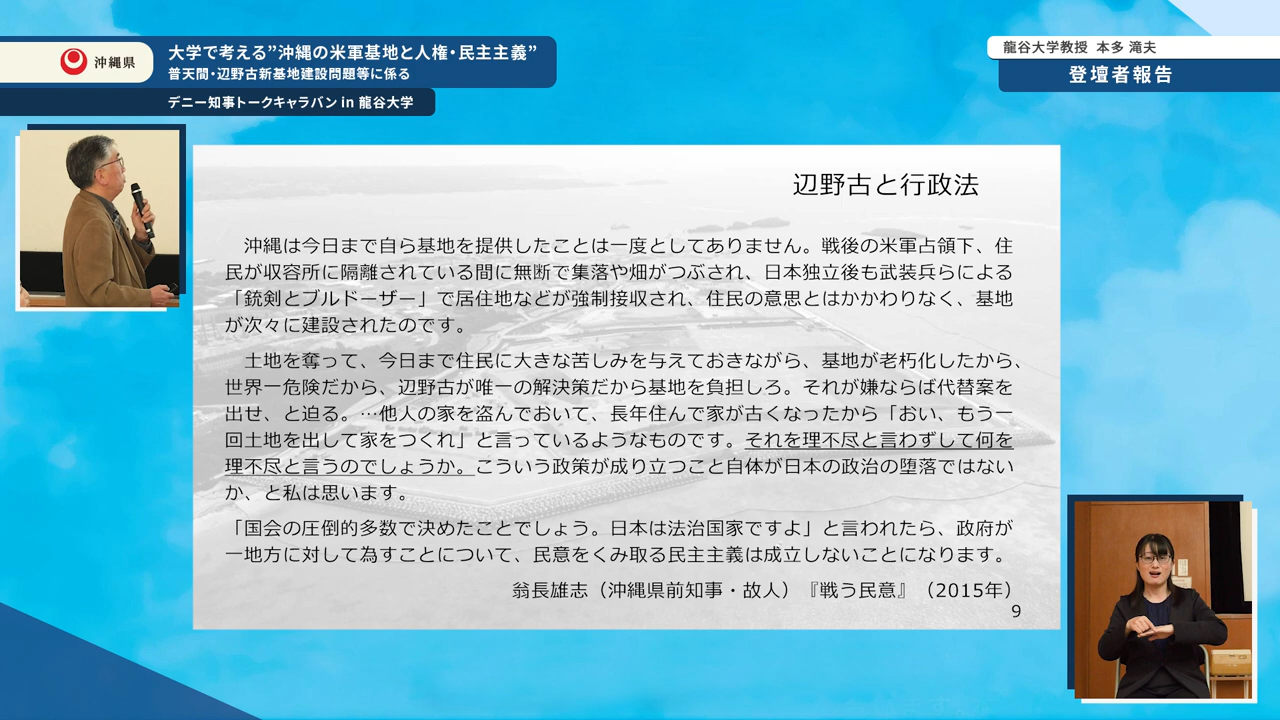 沖縄県
大学で考える”沖縄の米軍基地と人権・民主主義”
普天間・辺野古新基地建設問題等に係る
デニー知事トークキャラバン in 龍谷大学
龍谷大学教授 本多 滝夫
登壇者報告
辺野古と行政法
沖縄は今日まで自ら基地を提供したことは一度としてありません。戦後の米軍占領下、住
民が収容所に隔離されている間に無断で集落や畑がつぶされ、日本独立後も武装兵らによる
「銃剣とブルドーザー」で居住地などが強制接収され、住民の意思とはかかわりなく、基地
が次々に建設されたのです。
土地を奪って、今日まで住民に大きな苦しみを与えておきながら、基地が老朽化したから、
世界一危険だから、辺野古が唯一の解決策だから基地を負担しろ。それが嫌ならば代替案を
出せ、と迫る。…他人の家を盗んでおいて、長年住んで家が古くなったから「おい、もう一
回土地を出して家をつくれ」と言っているようなものです。それを理不尽と言わずして何を
理不尽と言うのでしょうか。こういう政策が成り立つこと自体が日本の政治の堕落ではない
か、と私は思います。
「国会の圧倒的多数で決めたことでしょう。日本は法治国家ですよ」と言われたら、政府が
一地方に対して為すことについて、民意をくみ取る民主主義は成立しないことになります。
翁長雄志（沖縄県前知事・故人）『戦う民意』（2015年）
9